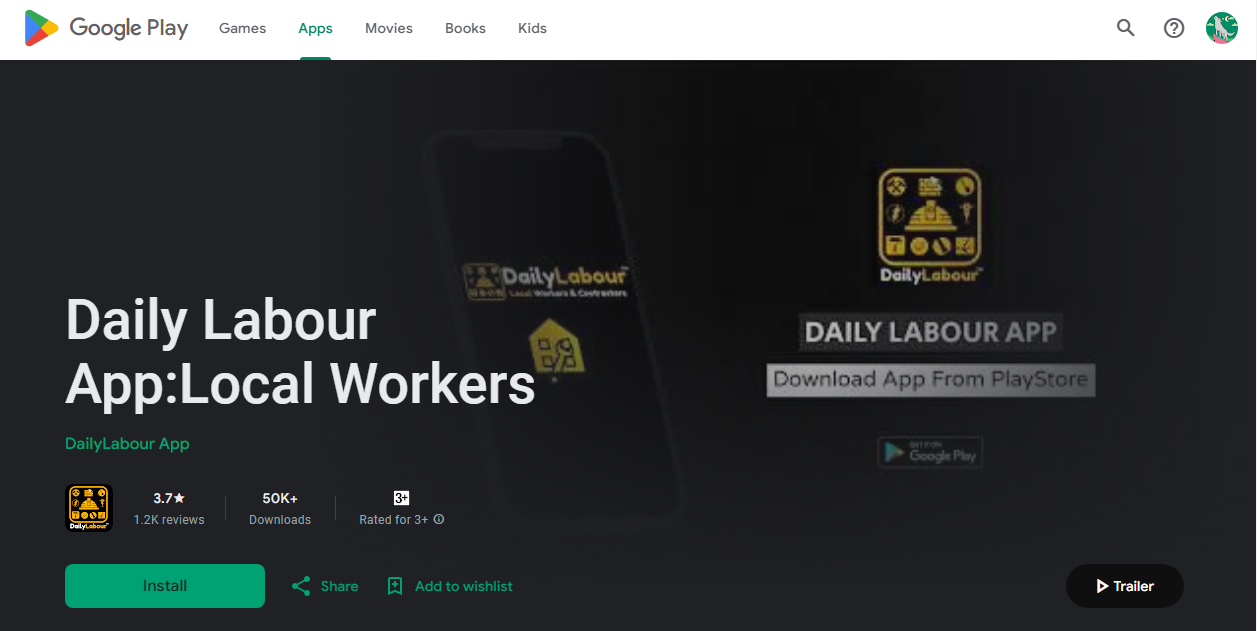 Google Play
Games
Apps
Movies
Books
Kids
DailyLabour
Local Workers & Contractors
DailyLabour
DAILY LABOUR APP
Download App From PlayStore
GET IT ON
Google Play
Daily Labour
App:Local Workers
DailyLabour App
DailyLabour
3.7★
1.2K reviews
50K+
Downloads
3+
Rated for 3+
Install
Share
Add to wishlist
Trailer